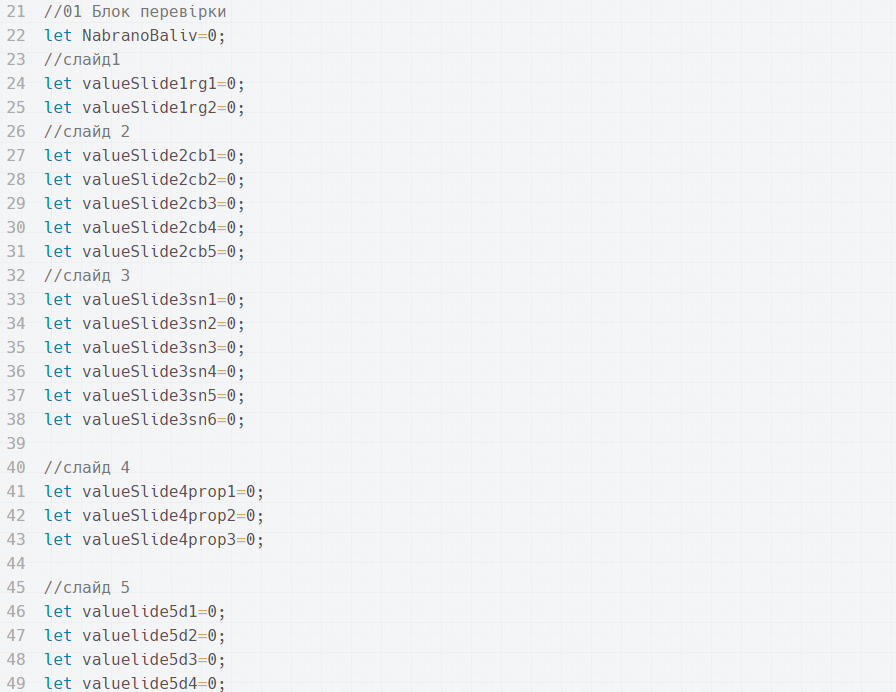 21 //01 Блок перевірки
22 let NabranoBaliv=0;
23 //слайд1
24 let valueSlide1rg1=0;
25 let valueSlide1rg2=0;
26 //слайд 2
27 let valueSlide2cb1=0;
28 let valueSlide2cb2=0;
29 let valueSlide2cb3=0;
30 let valueSlide2cb4=0;
31 let valueSlide2cb5=0;
32 //слайд 3
33 let valueSlide3sn1=0;
34 let valueSlide3sn2=0;
35 let valueSlide3sn3=0;
36 let valueSlide3sn4=0;
37 let valueSlide3sn5=0;
38 let valueSlide3sn6=0;
39
40 //слайд 4
41 let valueSlide4prop1=0;
42 let valueSlide4prop2=0;
43 let valueSlide4prop3=0;
44
45 //слайд 5
46 let valuelide5d1=0;
47 let valuelide5d2=0;
48 let valuelide5d3=0;
49 let valuelide5d4=0;